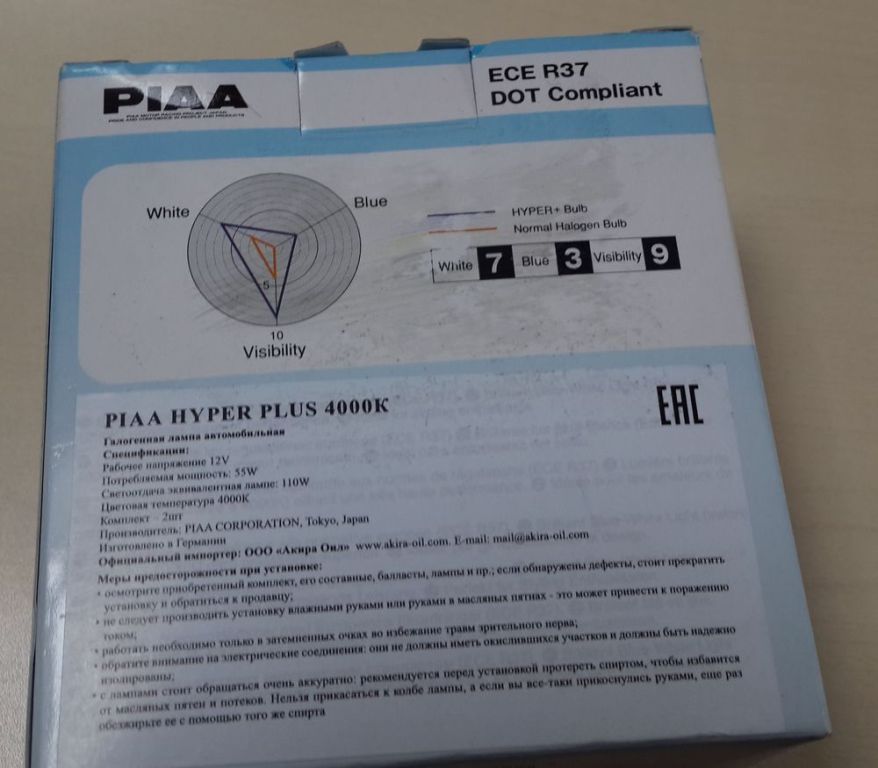 PIAA
ECE R37
DOT Compliant
White
Blue
5
10
Visibility
HYPER+ Bulb
Normal Halogen Bulb
White 7 Blue 3 Visibility 9
PIAA HYPER PLUS 4000K
EAC
Галогенная лампа автомобильная
Спецификации:
Рабочее напряжение 12V
Потребляемая мощность: 55W
Светоотдача эквивалентная лампе: 110W
Цветовая температура 4000K
Комплект – 2шт
Производитель: PIAA CORPORATION, Tokyo, Japan
Изготовлено в Германии
Официальный импортер: ООО «Акира Оил» www.akira-oil.com. E-mail: mail@akira-oil.com
Меры предосторожности при установке:
• осмотрите приобретенный комплект, его составные, балласты, лампы и пр.; если обнаружены дефекты, стоит прекратить
установку и обратиться к продавцу;
• не следует производить установку влажными руками или руками в масляных пятнах - это может привести к поражению
током;
• работать необходимо только в затемненных очках во избежание травм зрительного нерва;
• обратите внимание на электрические соединения: они не должны иметь окислившихся участков и должны быть надежно
изолированы;
• с лампами стоит обращаться очень аккуратно: рекомендуется перед установкой протереть спиртом, чтобы избавится
от масляных пятен и потеков. Нельзя прикасаться к колбе лампы, а если вы все-таки прикоснулись руками, еще раз
обезжирьте ее с помощью того же спирта